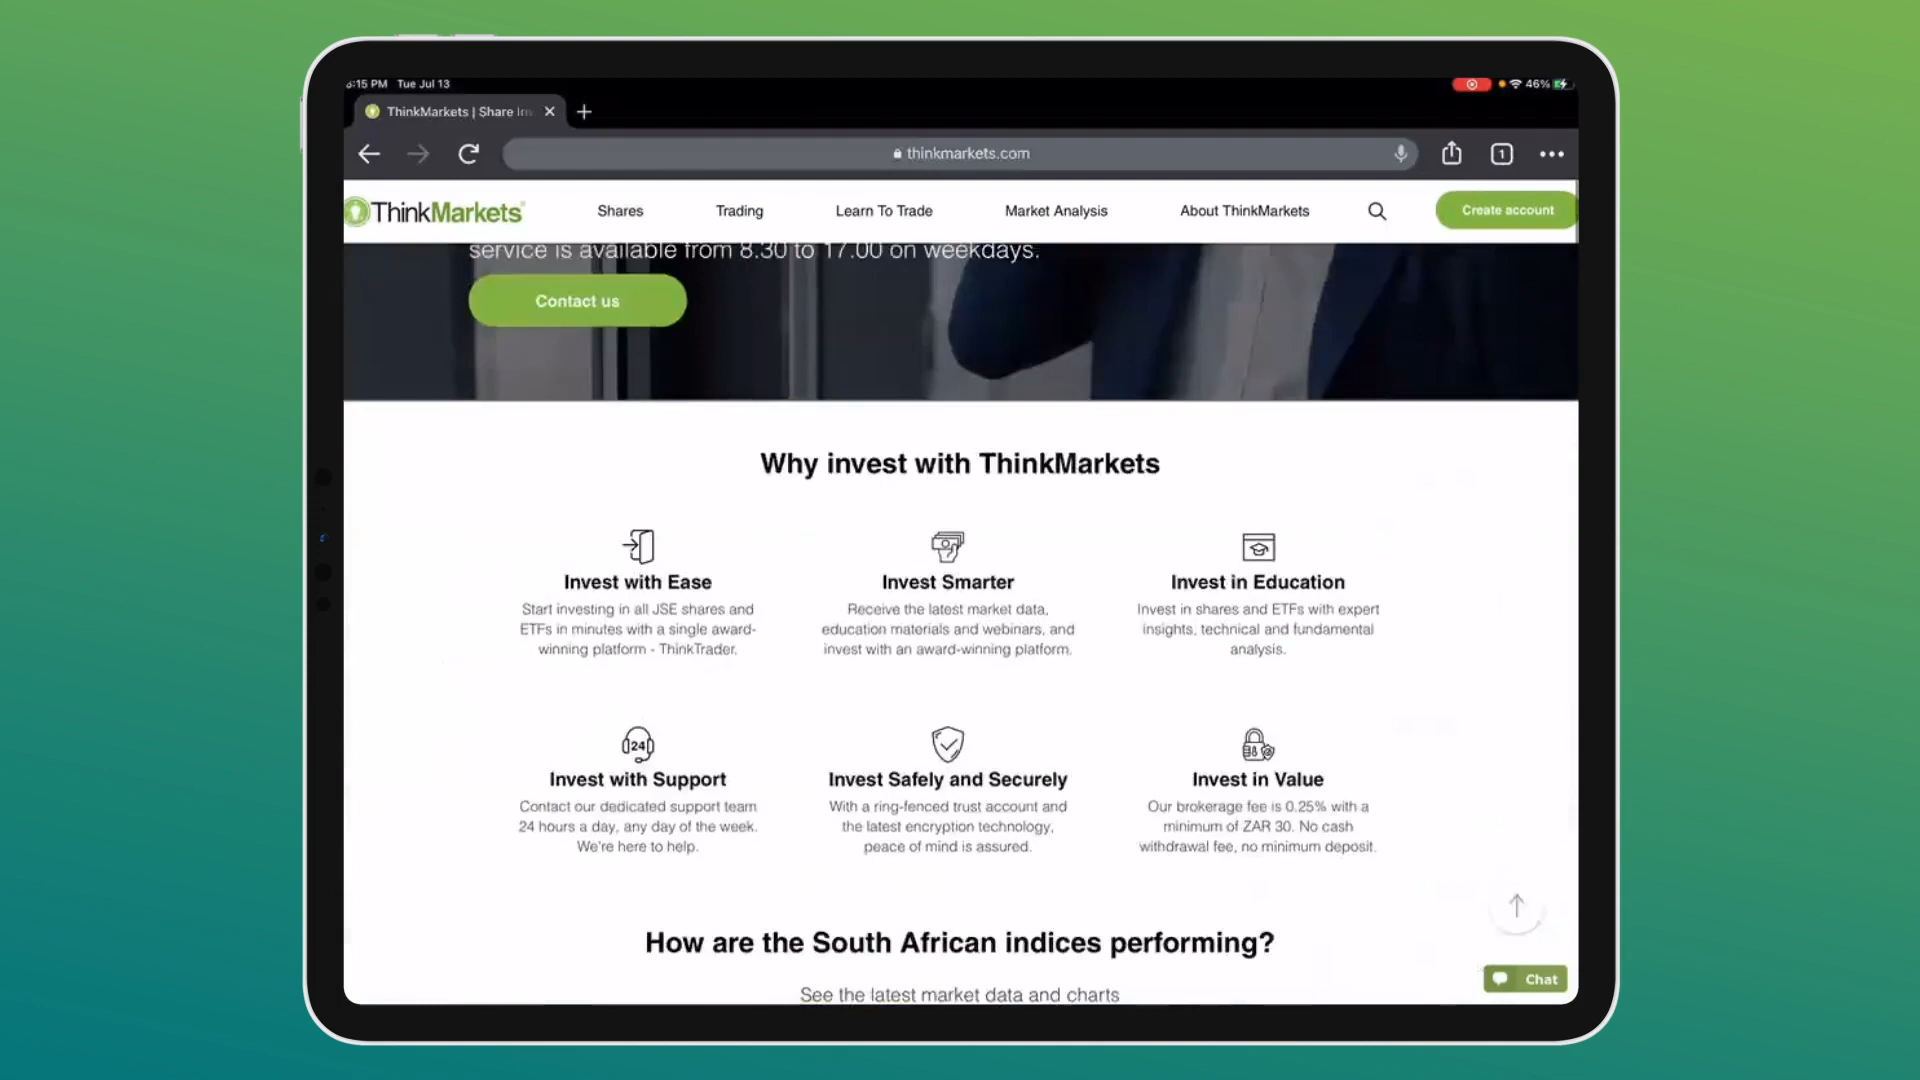 :15 PM Tue Jul 13
46%
ThinkMarkets | Share In
thinkmarkets.com
1
ThinkMarkets
Shares
Trading
Learn To Trade
Market Analysis
About ThinkMarkets
Create account
service is available from 8.30 to 17.00 on weekdays.
Contact us
Why invest with ThinkMarkets
Invest with Ease
Start investing in all JSE shares and
ETFs in minutes with a single award-
winning platform - ThinkTrader.
Invest Smarter
Receive the latest market data,
education materials and webinars, and
invest with an award-winning platform.
Invest in Education
Invest in shares and ETFs with expert
insights, technical and fundamental
analysis.
24
Invest with Support
Contact our dedicated support team
24 hours a day, any day of the week.
We're here to help.
Invest Safely and Securely
With a ring-fenced trust account and
the latest encryption technology,
peace of mind is assured.
Invest in Value
Our brokerage fee is 0.25% with a
minimum of ZAR 30. No cash
withdrawal fee, no minimum deposit.
How are the South African indices performing?
See the latest market data and charts
Chat